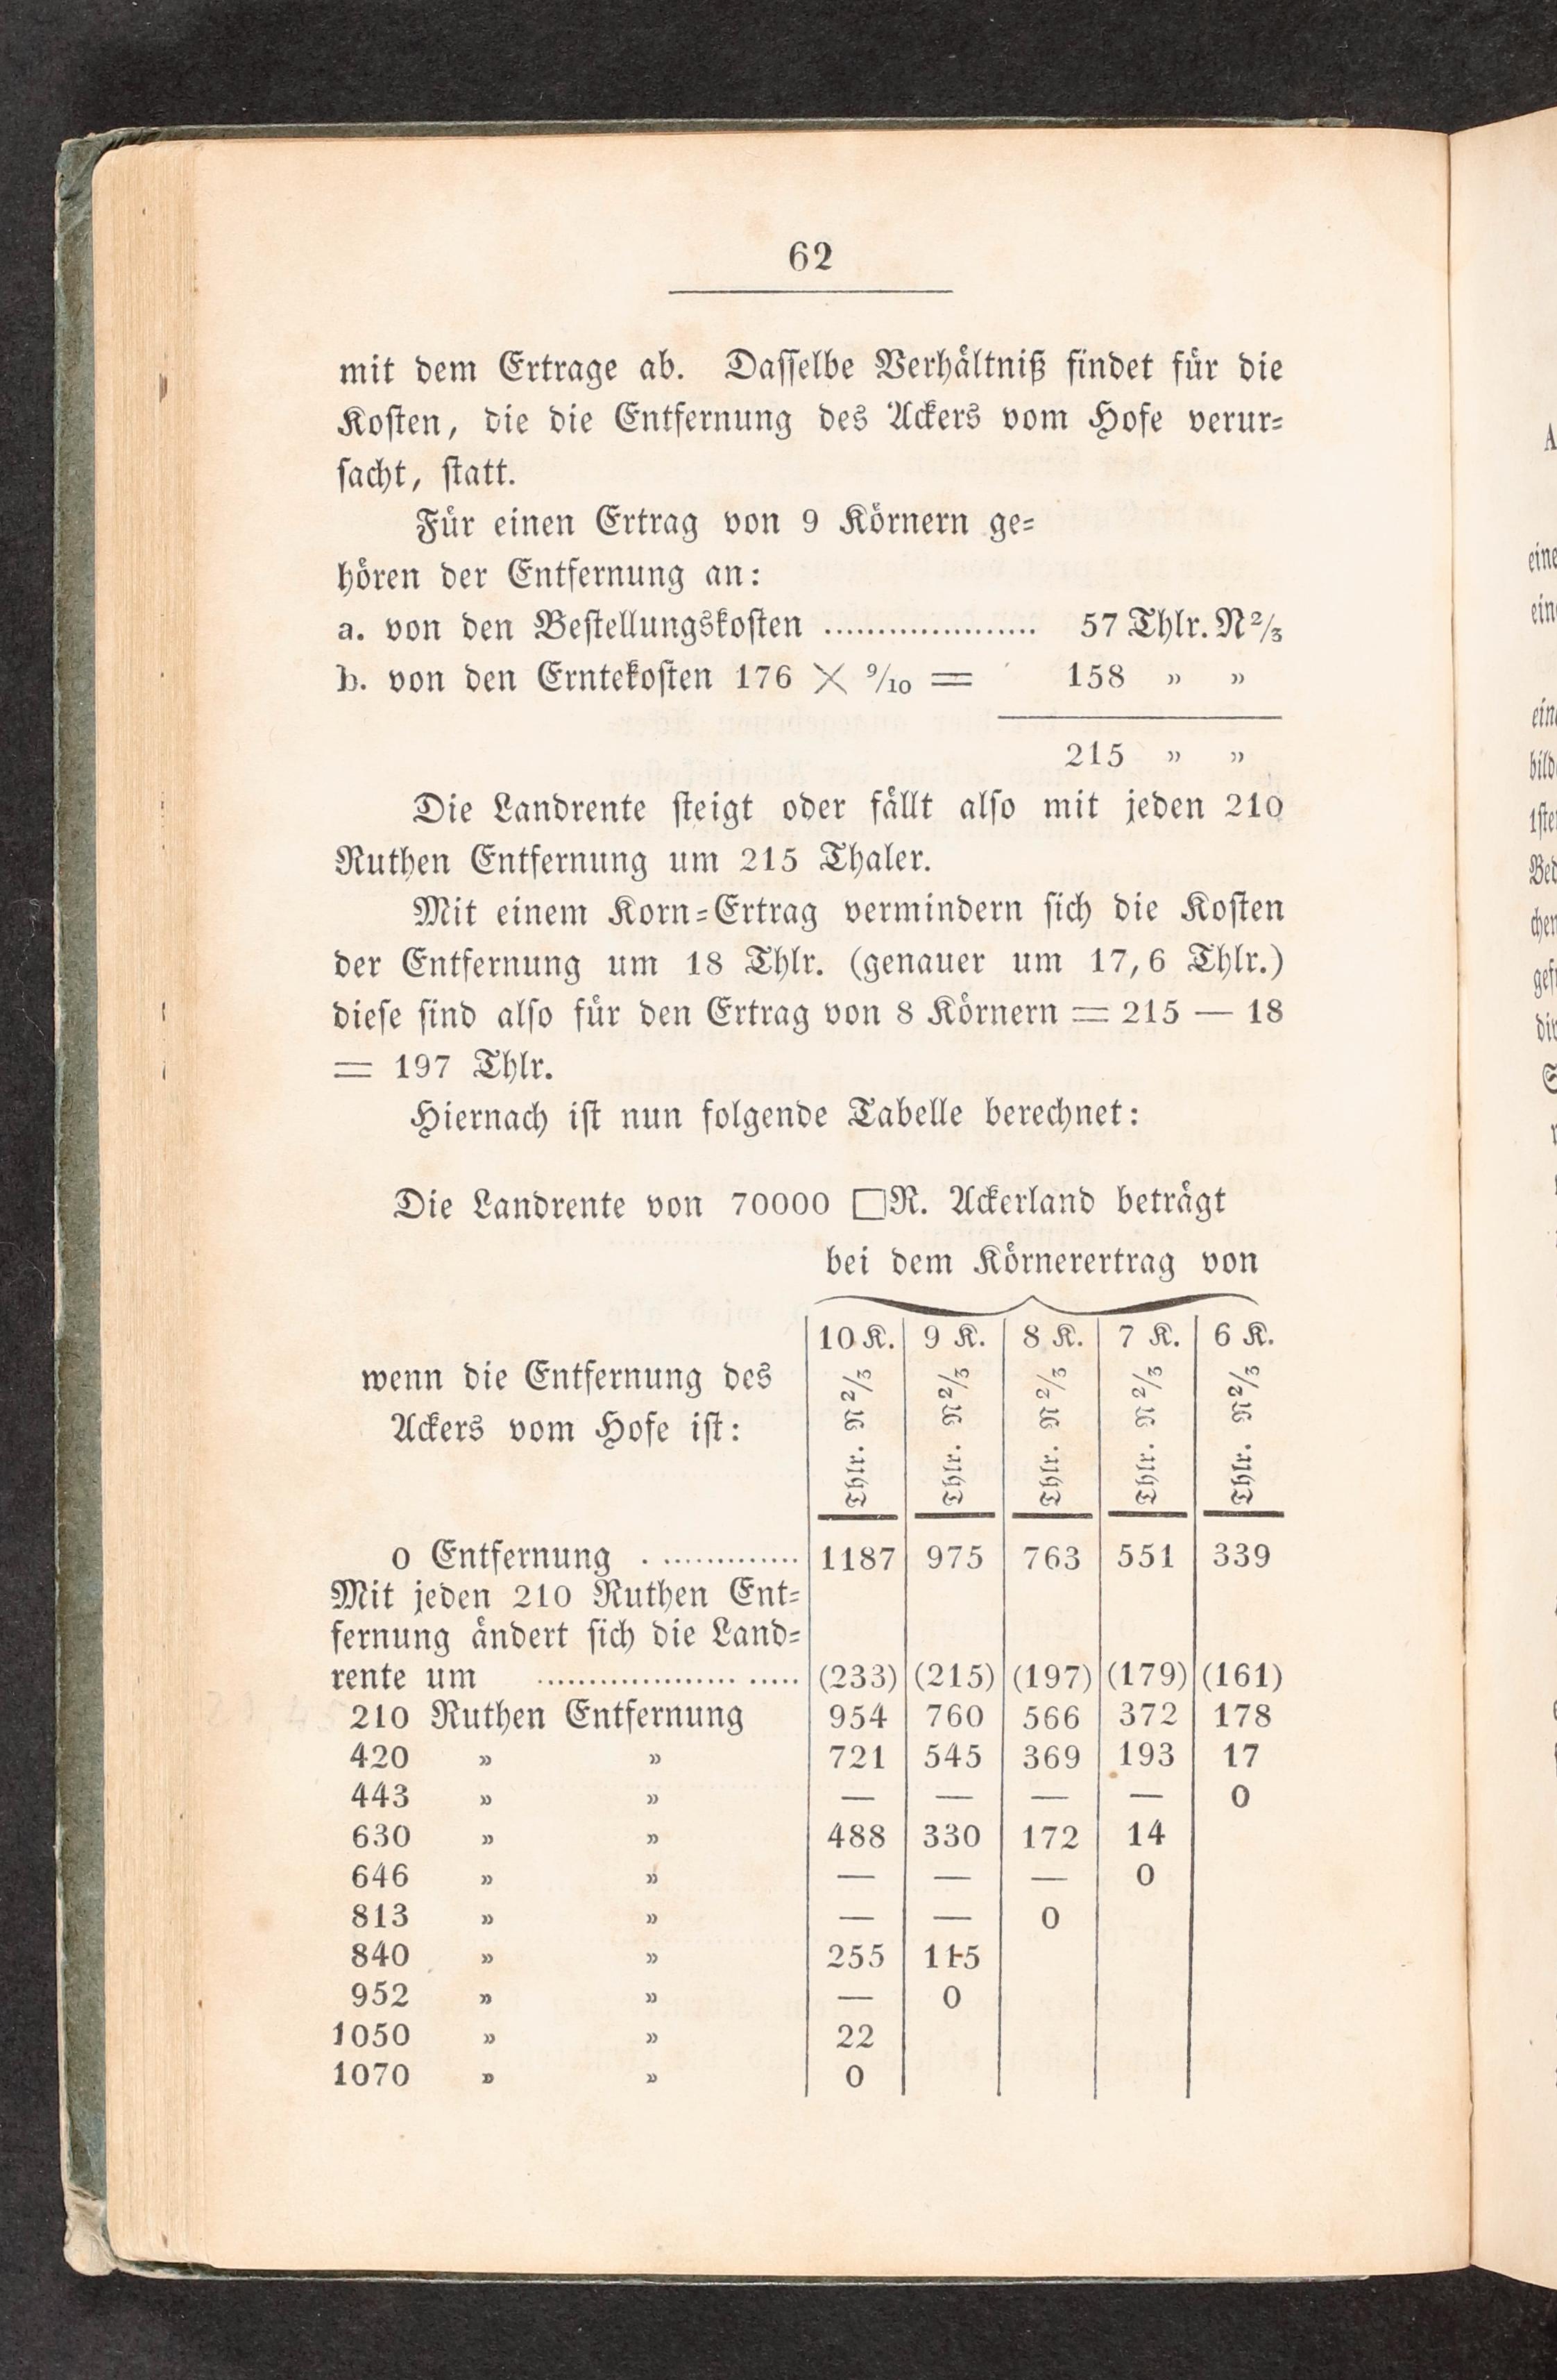 62
mit dem Ertrage ab. Dasselbe Verhältniß findet für die
Kosten, die die Entfernung des Ackers vom Hofe verur-
sacht, statt.
Für einen Ertrag von 9 Körnern ge-
hören der Entfernung an:
a. von den Bestellungskosten .................... 57 Thlr. N 2/3
b. von den Erntekosten 176 × 9/10 = 158 » »
215 » »
Die Landrente steigt oder fällt also mit jeden 210
Ruthen Entfernung um 215 Thaler.
Mit einem Korn-Ertrag vermindern sich die Kosten
der Entfernung um 18 Thlr. (genauer um 17,6 Thlr.)
diese sind also für den Ertrag von 8 Körnern = 215 — 18
= 197 Thlr.
Hiernach ist nun folgende Tabelle berechnet:
Die Landrente von 70000 □R. Ackerland beträgt
bei dem Körnerertrag von
10 K. 9 K. 8 K. 7 K. 6 K.
wenn die Entfernung des
Ackers vom Hofe ist:
Thlr. N 2/3 Thlr. N 2/3 Thlr. N 2/3 Thlr. N 2/3 Thlr. N 2/3
0 Entfernung . .............. 1187 975 763 551 339
Mit jeden 210 Ruthen Ent-
fernung ändert sich die Land-
rente um ................... ..... (233) (215) (197) (179) (161)
210 Ruthen Entfernung 954 760 566 372 178
420 » » 721 545 369 193 17
443 » » — — — — 0
630 » » 488 330 172 14
646 » » — — — 0
813 » » — — 0
840 » » 255 115
952 » » — 0
1050 » » 22
1070 » » 0